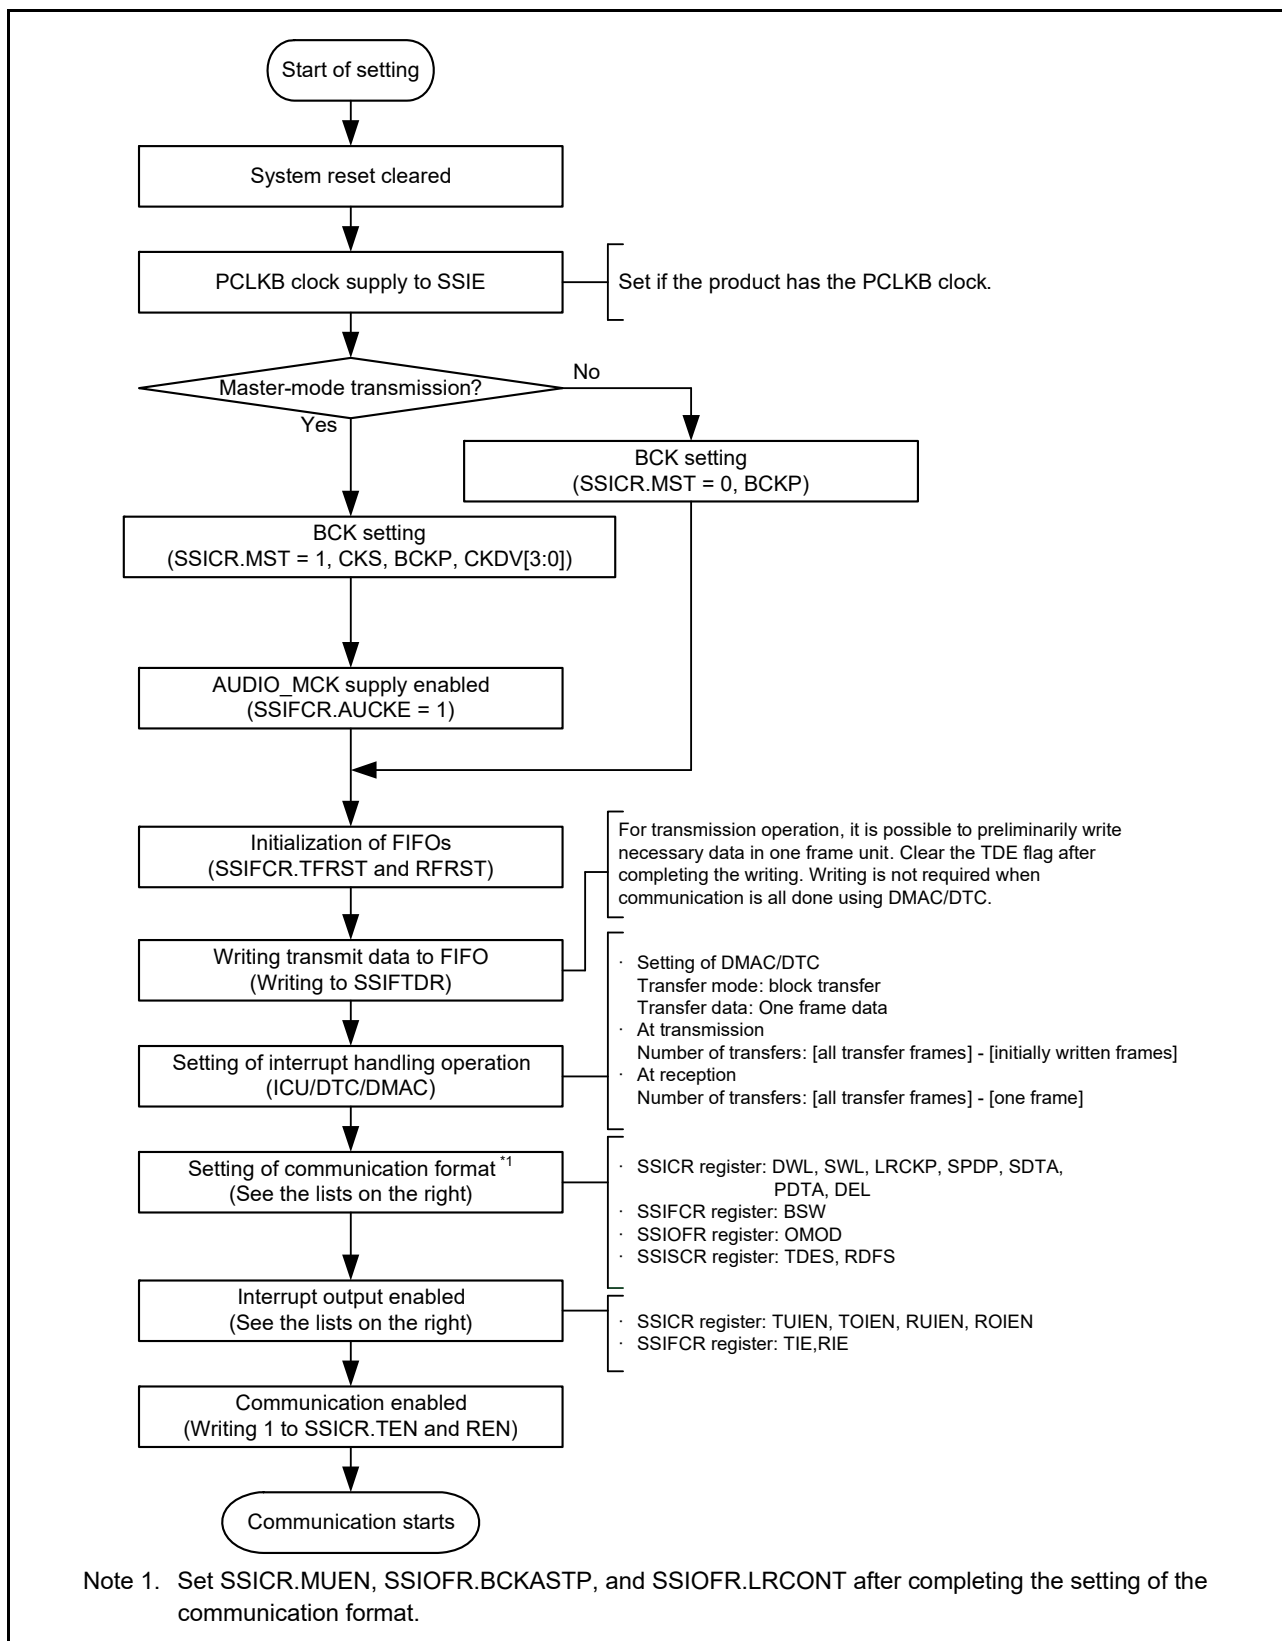 Start of setting
System reset cleared
PCLKB clock supply to SSIE
Set if the product has the PCLKB clock.
Master-mode transmission?
No
Yes
BCK setting
(SSICR.MST = 0, BCKP)
BCK setting
(SSICR.MST = 1, CKS, BCKP, CKDV[3:0])
AUDIO_MCK supply enabled
(SSIFCR.AUCKE = 1)
Initialization of FIFOs
(SSIFCR.TFRST and RFRST)
For transmission operation, it is possible to preliminarily write
necessary data in one frame unit. Clear the TDE flag after
completing the writing. Writing is not required when
communication is all done using DMAC/DTC.
Writing transmit data to FIFO
(Writing to SSIFTDR)
· Setting of DMAC/DTC
Transfer mode: block transfer
Transfer data: One frame data
· At transmission
Number of transfers: [all transfer frames] - [initially written frames]
· At reception
Number of transfers: [all transfer frames] - [one frame]
Setting of interrupt handling operation
(ICU/DTC/DMAC)
Setting of communication format *1
(See the lists on the right)
· SSICR register: DWL, SWL, LRCKP, SPDP, SDTA,
PDTA, DEL
· SSIFCR register: BSW
· SSIOFR register: OMOD
· SSISCR register: TDES, RDFS
Interrupt output enabled
(See the lists on the right)
· SSICR register: TUIEN, TOIEN, RUIEN, ROIEN
· SSIFCR register: TIE,RIE
Communication enabled
(Writing 1 to SSICR.TEN and REN)
Communication starts
Note 1. Set SSICR.MUEN, SSIOFR.BCKASTP, and SSIOFR.LRCONT after completing the setting of the
communication format.